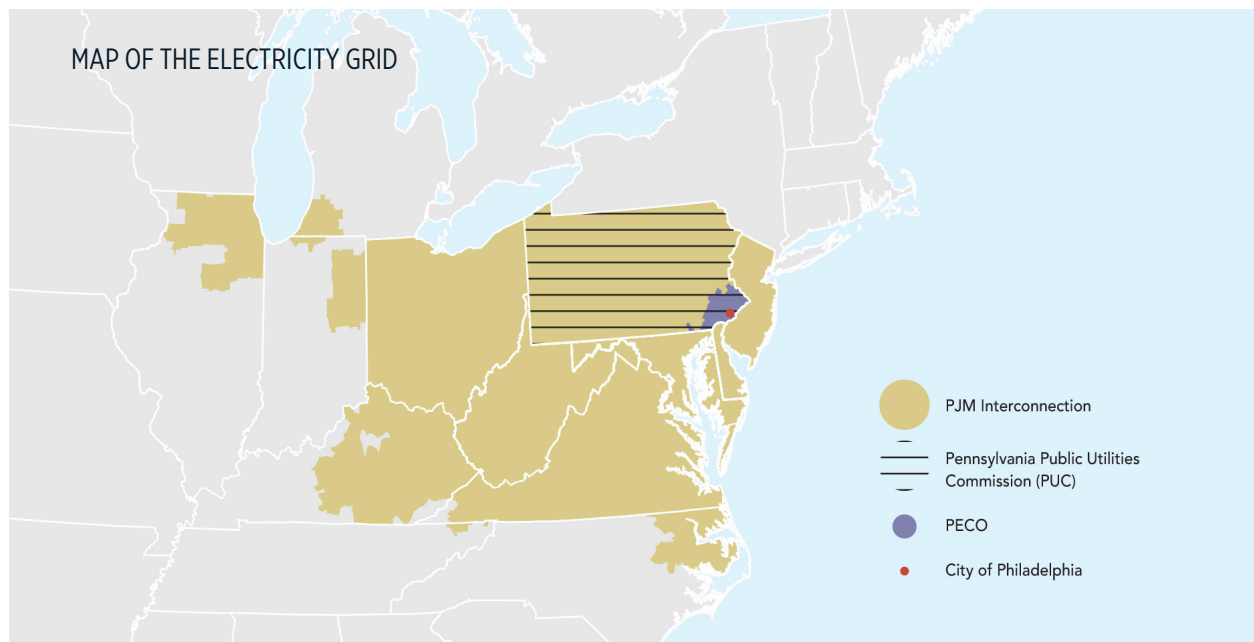 MAP OF THE ELECTRICITY GRID
PJM Interconnection
Pennsylvania Public Utilities
Commission (PUC)
PECO
City of Philadelphia